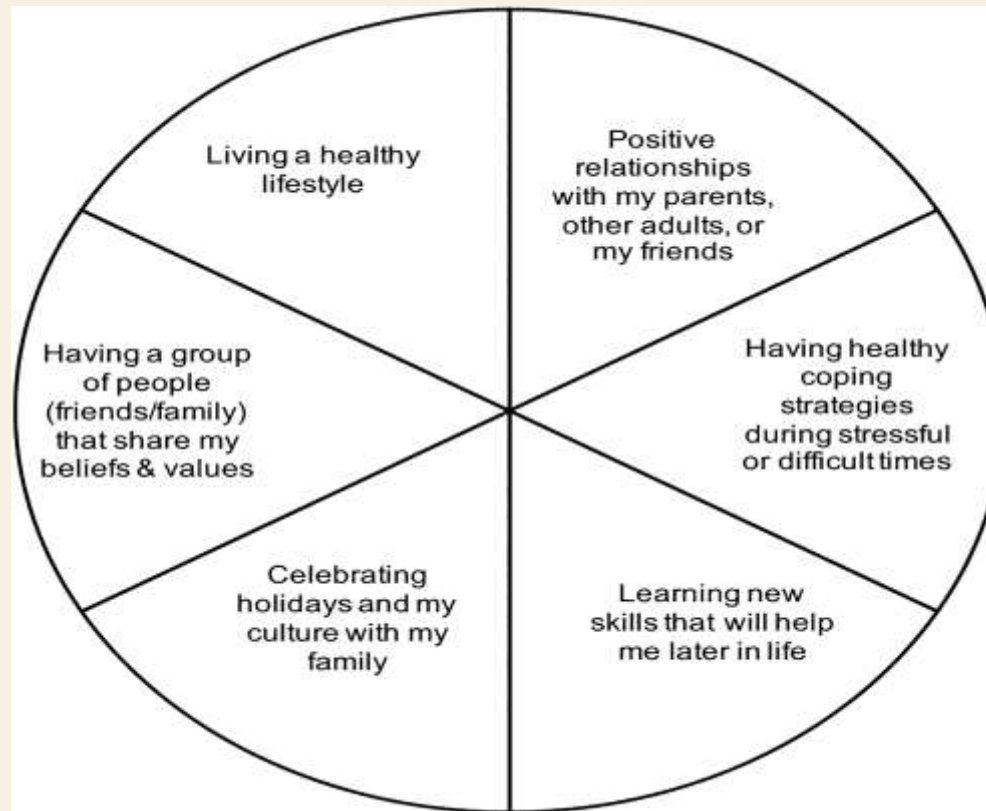 Living a healthy
lifestyle
Positive
relationships
with my parents,
other adults, or
my friends
Having a group
of people
(friends/family)
that share my
beliefs & values
Having healthy
coping
strategies
during stressful
or difficult times
Celebrating
holidays and my
culture with my
family
Learning new
skills that will help
me later in life